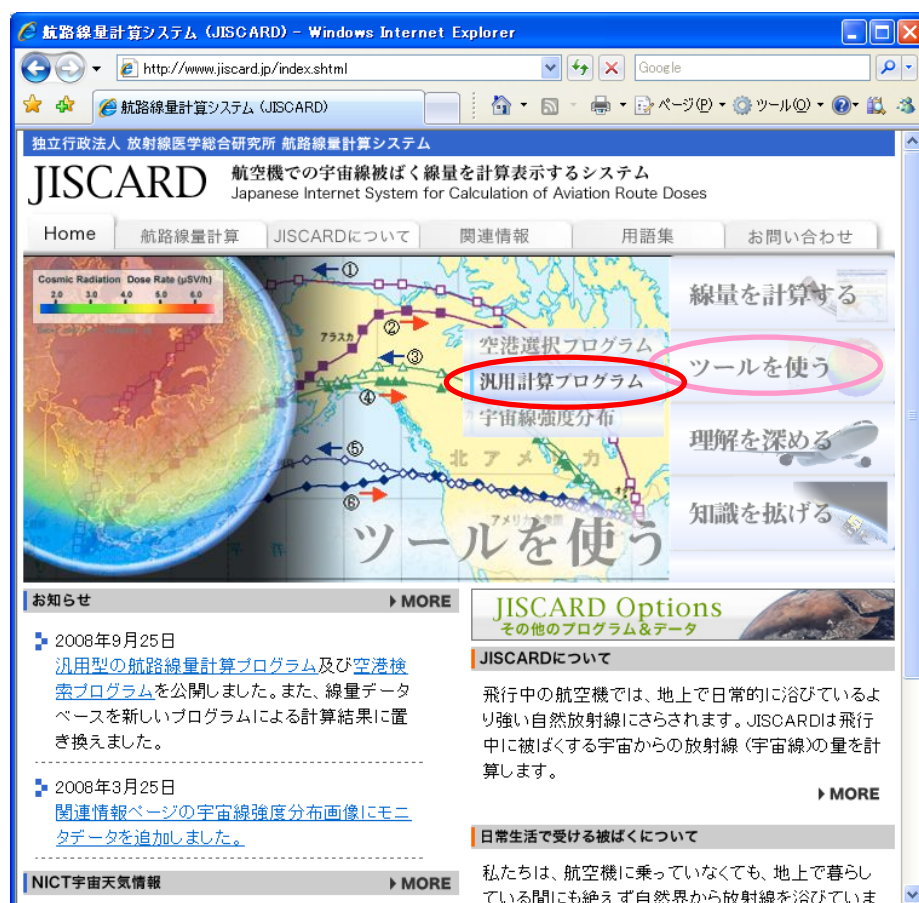 航路線量計算システム (JISCARD) - Windows Internet Explorer
http://www.jiscard.jp/index.shtml
Google
航路線量計算システム (JISCARD)
ページ(P)
ツール(O)
独立行政法人 放射線医学総合研究所 航路線量計算システム
JISCARD
航空機での宇宙線被ばく線量を計算表示するシステム
Japanese Internet System for Calculation of Aviation Route Doses
Home
航路線量計算
JISCARDについて
関連情報
用語集
お問い合わせ
Cosmic Radiation Dose Rate (μSV/h)
2.0 3.0 4.0 5.0 6.0
①
②
アラスカ
③
④
⑤
⑥
北アメリカ
空港選択プログラム
汎用計算プログラム
宇宙線強度分布
線量を計算する
ツールを使う
理解を深める
知識を拡げる
ツールを使う
お知らせ
MORE
2008年9月25日
汎用型の航路線量計算プログラム及び空港検
索プログラムを公開しました。また、線量データ
ベースを新しいプログラムによる計算結果に置
き換えました。
2008年3月25日
関連情報ページの宇宙線強度分布画像にモニ
タデータを追加しました。
NICT宇宙天気情報
MORE
JISCARD Options
その他のプログラム&データ
JISCARDについて
飛行中の航空機では、地上で日常的に浴びているよ
り強い自然放射線にさらされます。JISCARDは飛行
中に被ばくする宇宙からの放射線（宇宙線）の量を計
算します。
MORE
日常生活で受ける被ばくについて
私たちは、航空機に乗っていなくても、地上で暮らし
ている間にも絶えず自然界から放射線を浴びていま